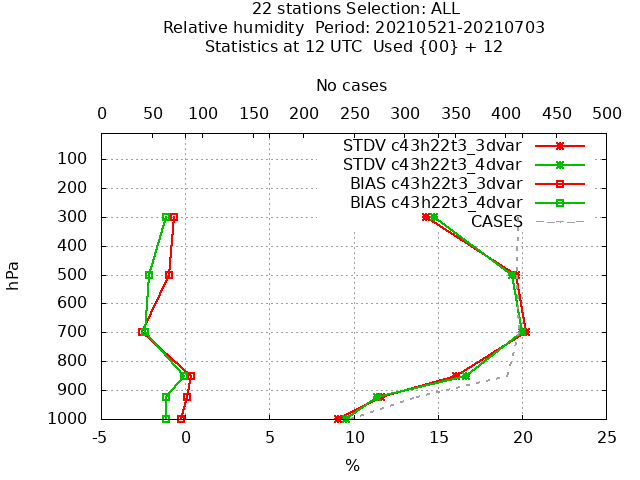 22 stations Selection: ALL
Relative humidity  Period: 20210521-20210703
Statistics at 12 UTC  Used {00} + 12
No cases
0 50 100 150 200 250 300 350 400 450 500
STDV c43h22t3_3dvar
STDV c43h22t3_4dvar
BIAS c43h22t3_3dvar
BIAS c43h22t3_4dvar
CASES
100
200
300
400
500
600
700
800
900
1000
hPa
-5 0 5 10 15 20 25
%